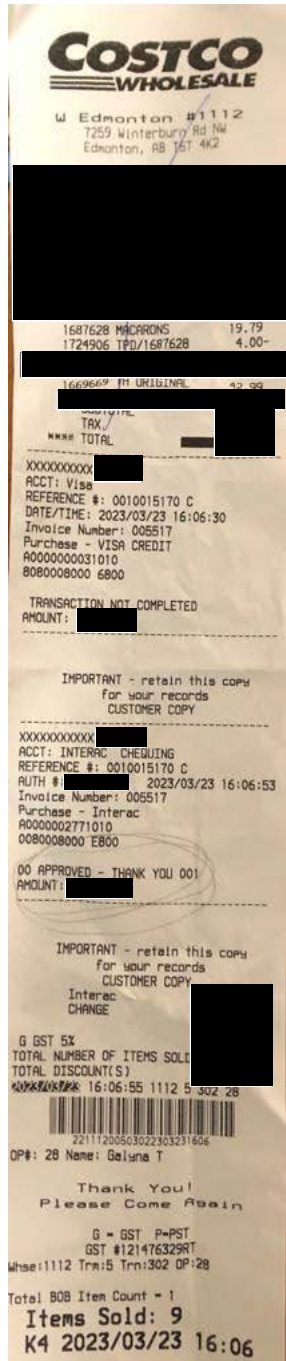 COSTCO
WHOLESALE
W Edmonton #1112
7259 Winterburn Rd NW
Edmonton, AB T5T 4K2
1687628 MACARONS 19.79
1724906 TPD/1687628 4.00-
1669669 TM ORIGINAL 42.99
SUBTOTAL
TAX
**** TOTAL
XXXXXXXXXX
ACCT: Visa
REFERENCE #: 0010015170 C
DATE/TIME: 2023/03/23 16:06:30
Invoice Number: 005517
Purchase - VISA CREDIT
A0000000031010
8080008000 6800
TRANSACTION NOT COMPLETED
AMOUNT:
IMPORTANT - retain this copy
for your records
CUSTOMER COPY
XXXXXXXXXXX
ACCT: INTERAC CHEQUING
REFERENCE #: 0010015170 C
AUTH #: 2023/03/23 16:06:53
Invoice Number: 005517
Purchase - Interac
A0000002771010
0080008000 E800
00 APPROVED - THANK YOU 001
AMOUNT:
IMPORTANT - retain this copy
for your records
CUSTOMER COPY
Interac
CHANGE
G GST 5%
TOTAL NUMBER OF ITEMS SOLD
TOTAL DISCOUNT(S)
2023/03/23 16:06:55 1112 5 302 28
22111200503022303231606
OP#: 28 Name: Galyna T
Thank You!
Please Come Again
G = GST P=PST
GST #121476329RT
Whse:1112 Trm:5 Trn:302 OP:28
Total BOB Item Count = 1
Items Sold: 9
K4 2023/03/23 16:06